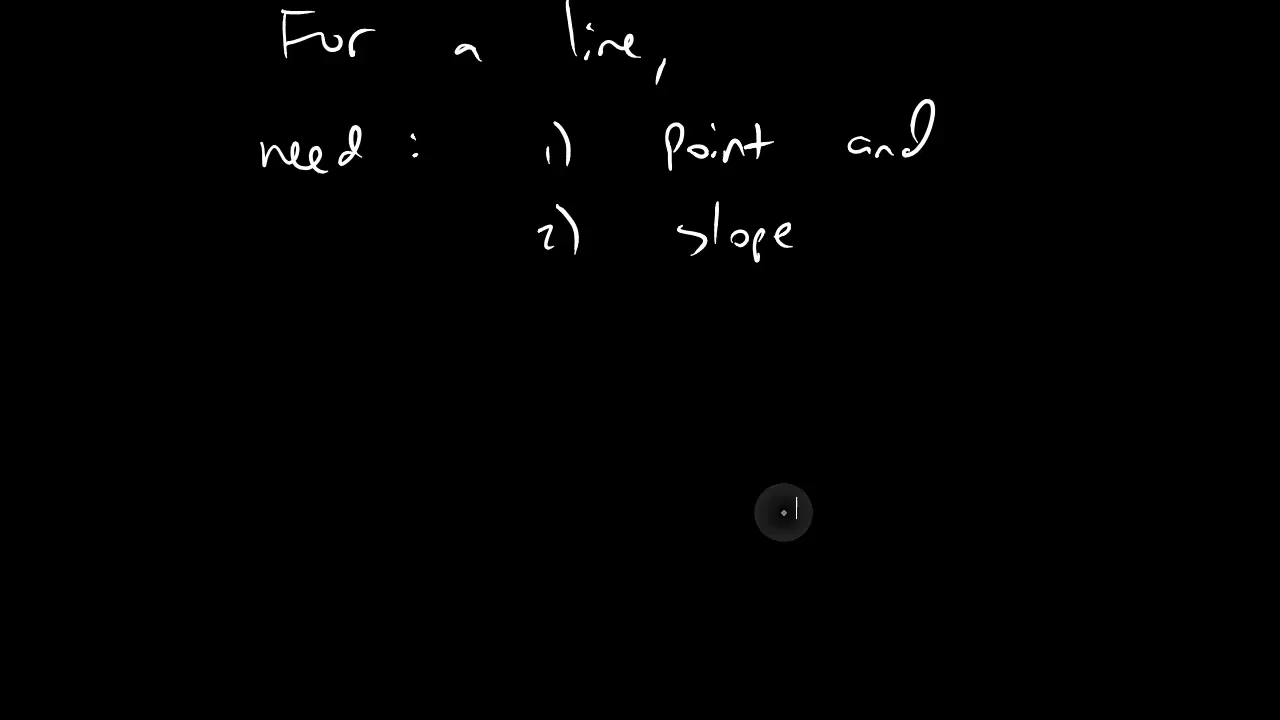 For a line,
need : 1) point and
2) slope